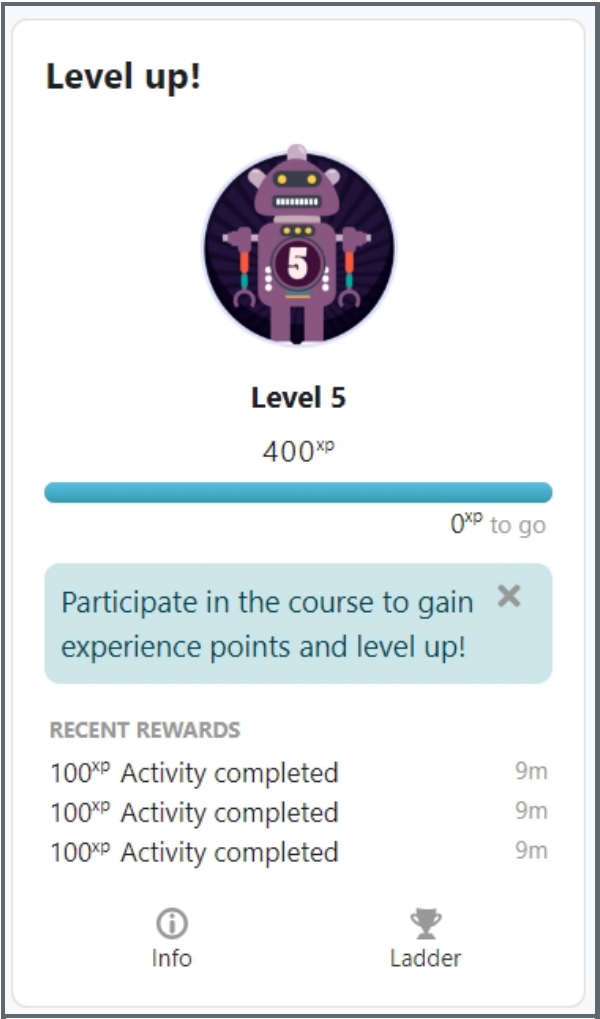 Level up!
5
Level 5
400xp
0xp to go
Participate in the course to gain
experience points and level up!
RECENT REWARDS
100xp Activity completed 9m
100xp Activity completed 9m
100xp Activity completed 9m
Info Ladder